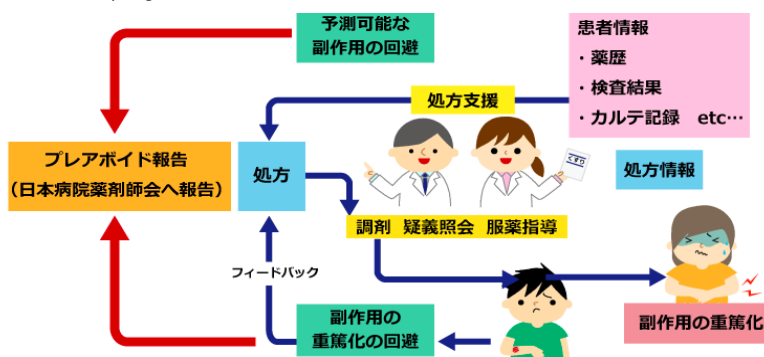 予測可能な
副作用の回避
患者情報
・薬歴
・検査結果
・カルテ記録 etc…
処方支援
プレアボイド報告
(日本病院薬剤師会へ報告)
処方
くすり
処方情報
調剤 疑義照会 服薬指導
フィードバック
副作用の
重篤化の回避
副作用の重篤化